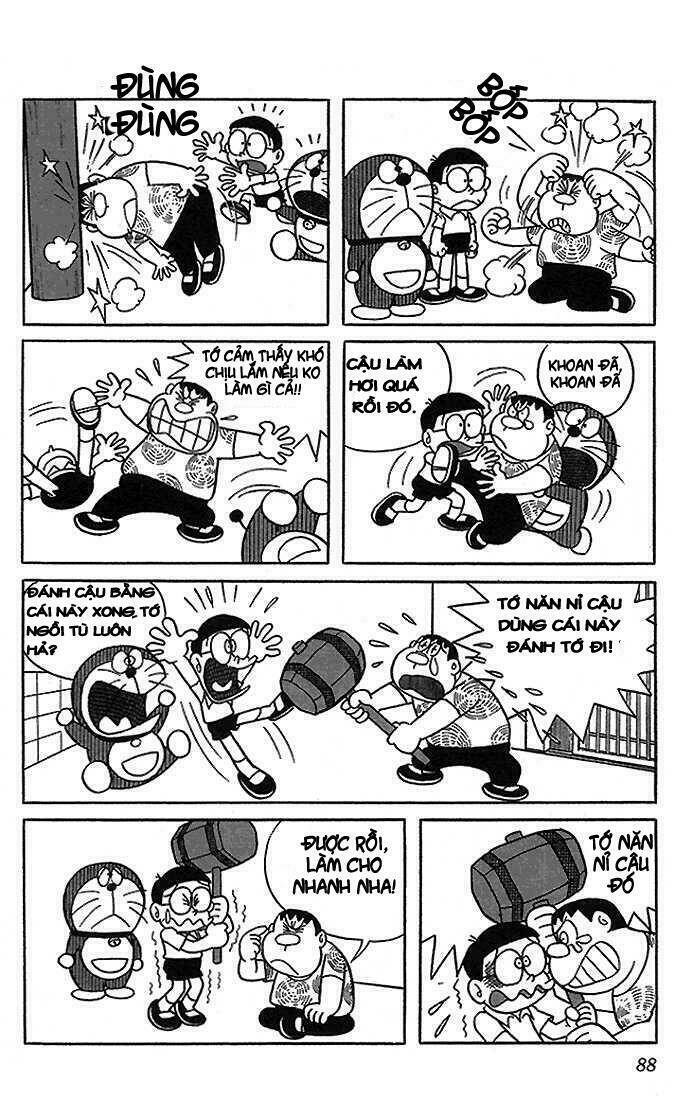 ĐÙNG
ĐÙNG
BỐP
BỐP
TỚ CẢM THẤY KHÓ
CHỊU LẮM NẾU KO
LÀM GÌ CẢ!!
CẬU LÀM
HƠI QUÁ
RỒI ĐÓ.
KHOAN ĐÃ,
KHOAN ĐÃ
ĐÁNH CẬU BẰNG
CÁI NÀY XONG, TỚ
NGỒI TÙ LUÔN
HẢ?
TỚ NĂN NỈ CẬU
DÙNG CÁI NÀY
ĐÁNH TỚ ĐI!
ĐƯỢC RỒI,
LÀM CHO
NHANH NHA!
TỚ NĂN
NỈ CẬU
ĐÓ
88